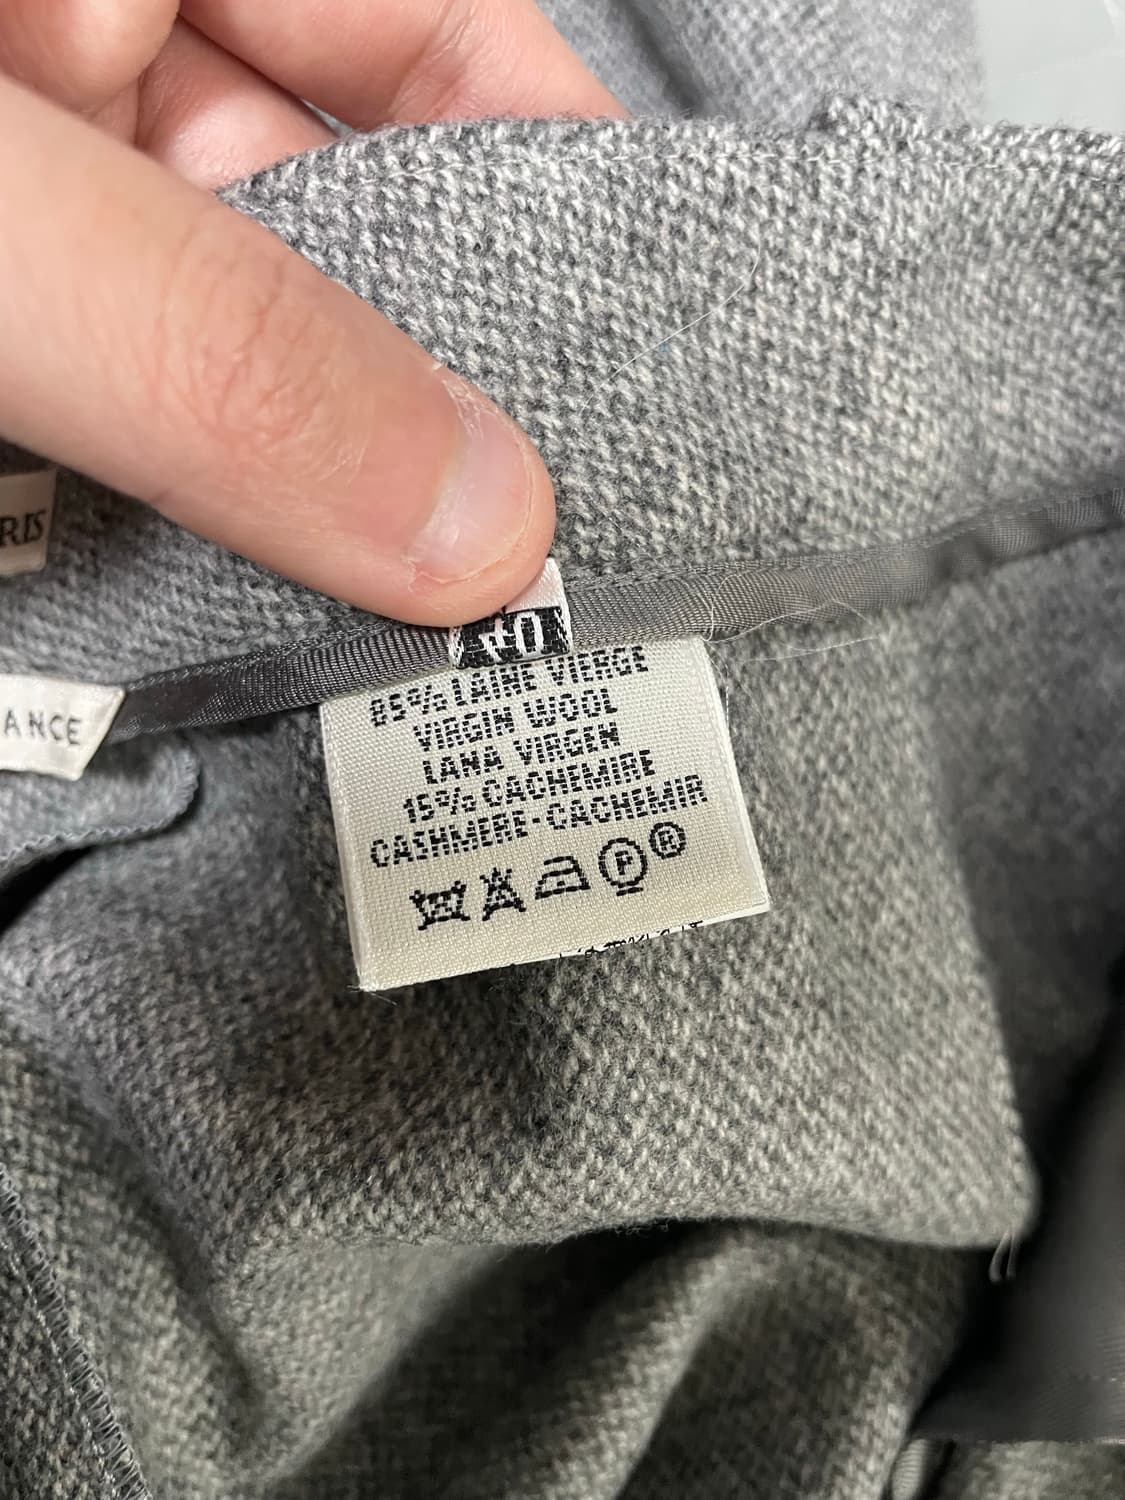 RIS
ANCE
40
85% LAINE VIERGE
VIRGIN WOOL
LANA VIRGEN
15% CACHEMIRE
CASHMERE-CACHEMIR
P ®